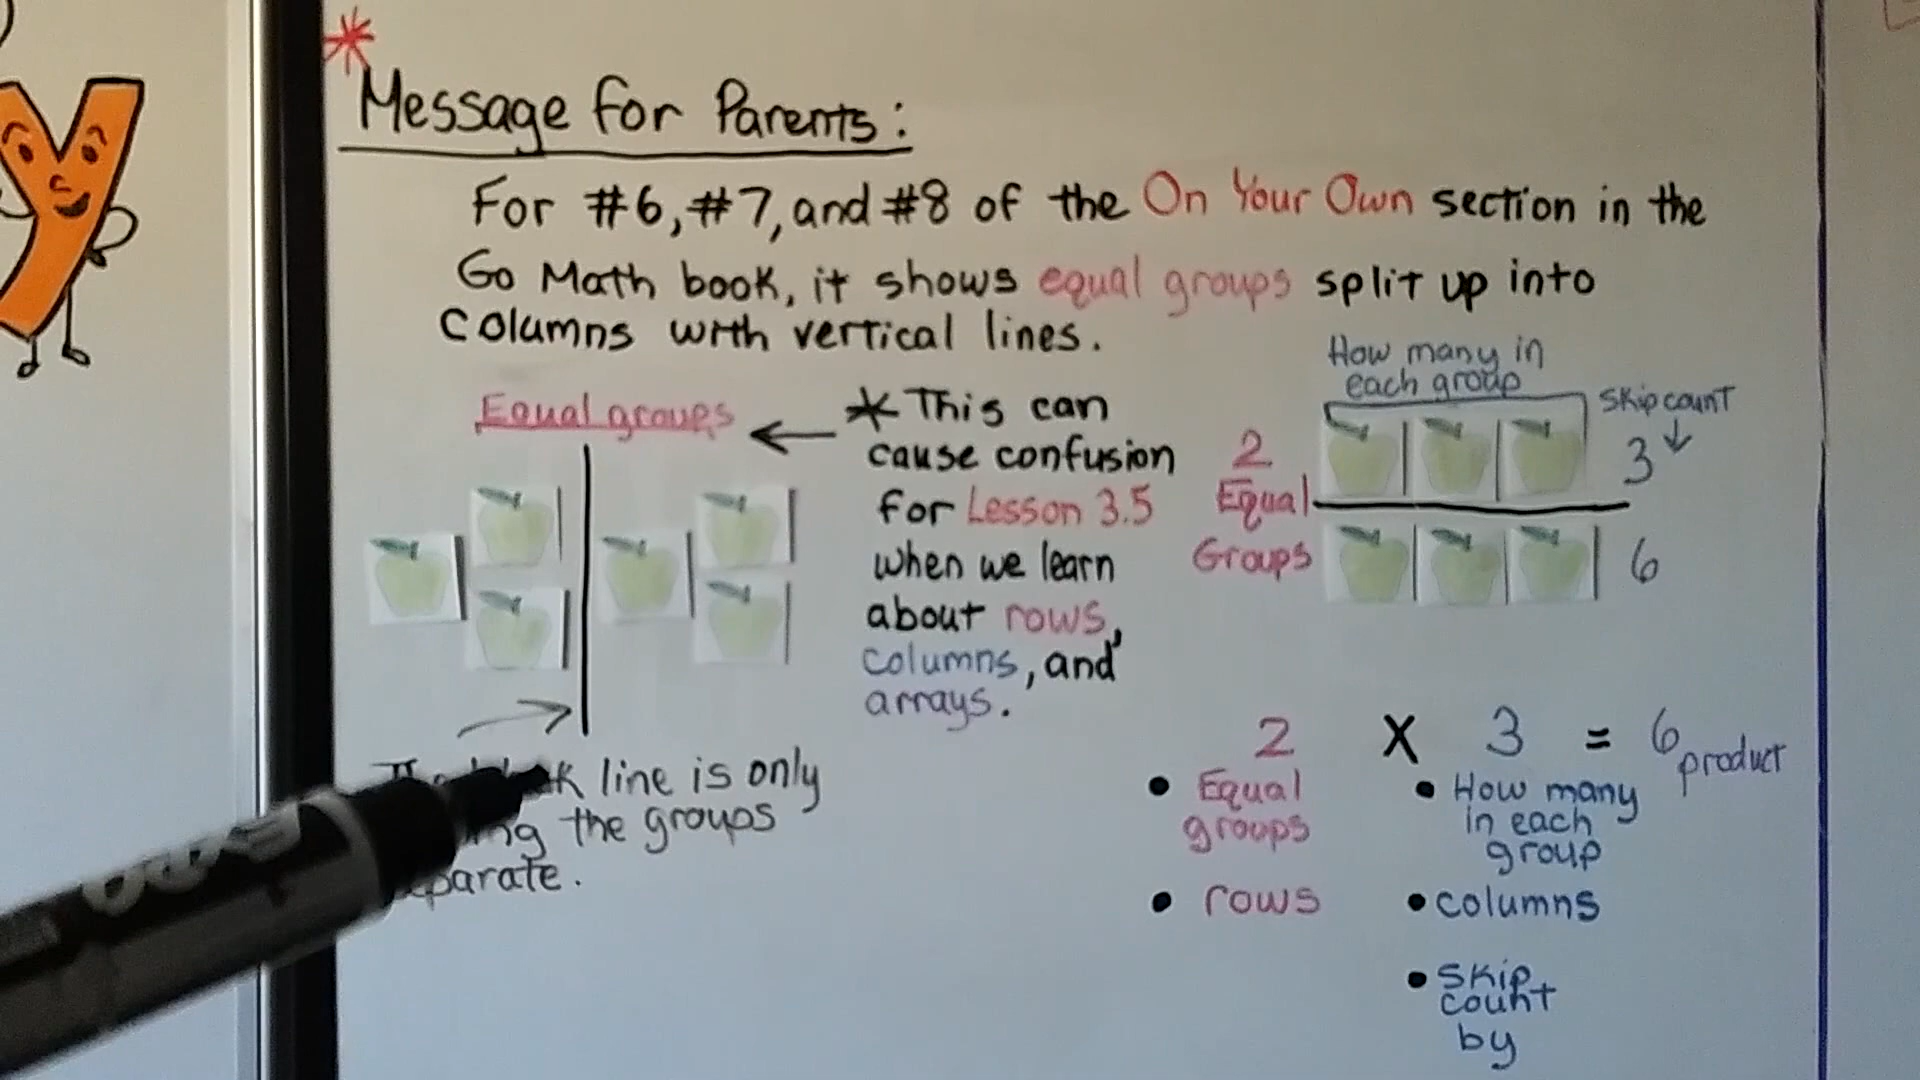 Message for Parents:
For #6, #7, and #8 of the On Your Own section in the
Go Math book, it shows equal groups split up into
columns with vertical lines.
Equal groups
* This can
cause confusion
for Lesson 3.5
when we learn
about rows,
columns, and
arrays.
line is only
the groups
How many in
each group
skip count
2
Equal
Groups
3
6
2 X 3 = 6 product
• Equal
groups
• rows
• How many
in each
group
• columns
• skip
count
by
EXPO